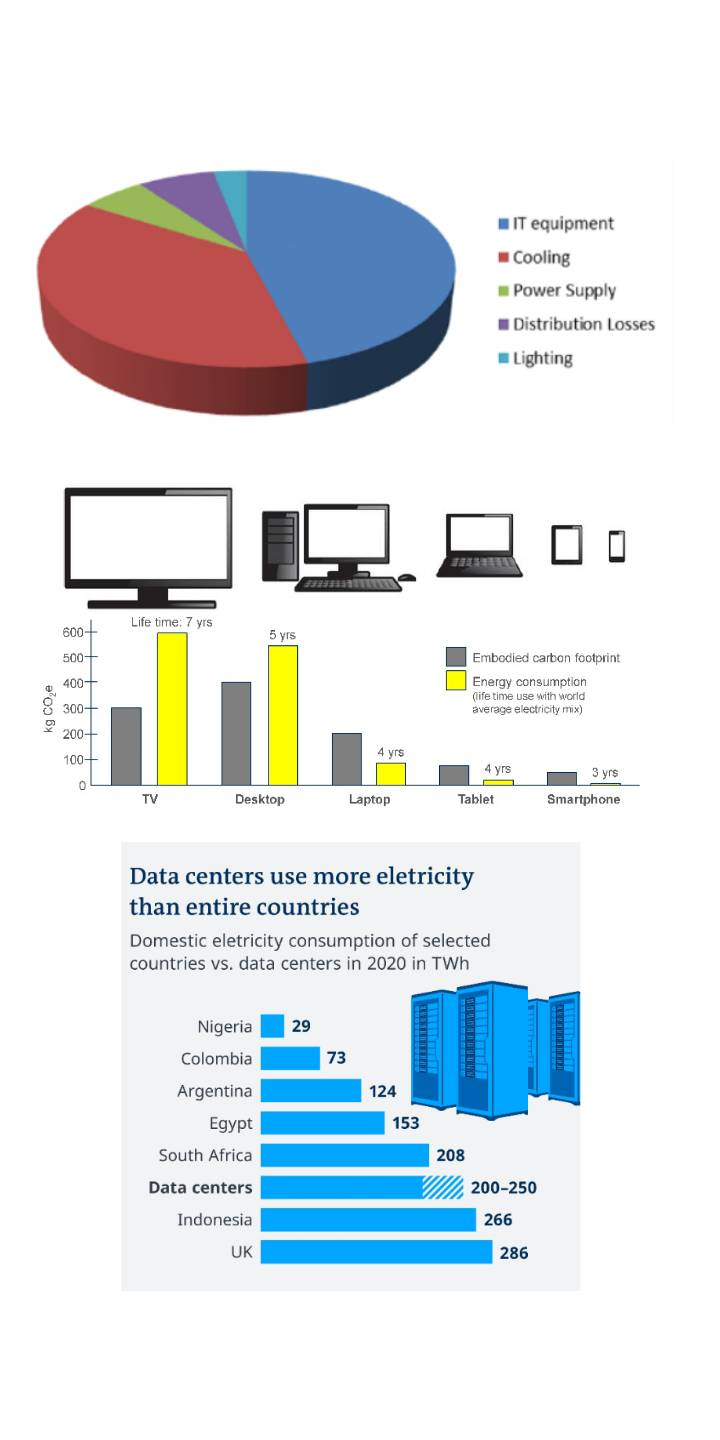 IT equipment
Cooling
Power Supply
Distribution Losses
Lighting
Life time: 7 yrs
5 yrs
4 yrs
4 yrs
3 yrs
600
500
400
300
200
100
0
kg CO₂e
Embodied carbon footprint
Energy consumption
(life time use with world
average electricity mix)
TV Desktop Laptop Tablet Smartphone
Data centers use more eletricity
than entire countries
Domestic eletricity consumption of selected
countries vs. data centers in 2020 in TWh
Nigeria 29
Colombia 73
Argentina 124
Egypt 153
South Africa 208
Data centers 200–250
Indonesia 266
UK 286